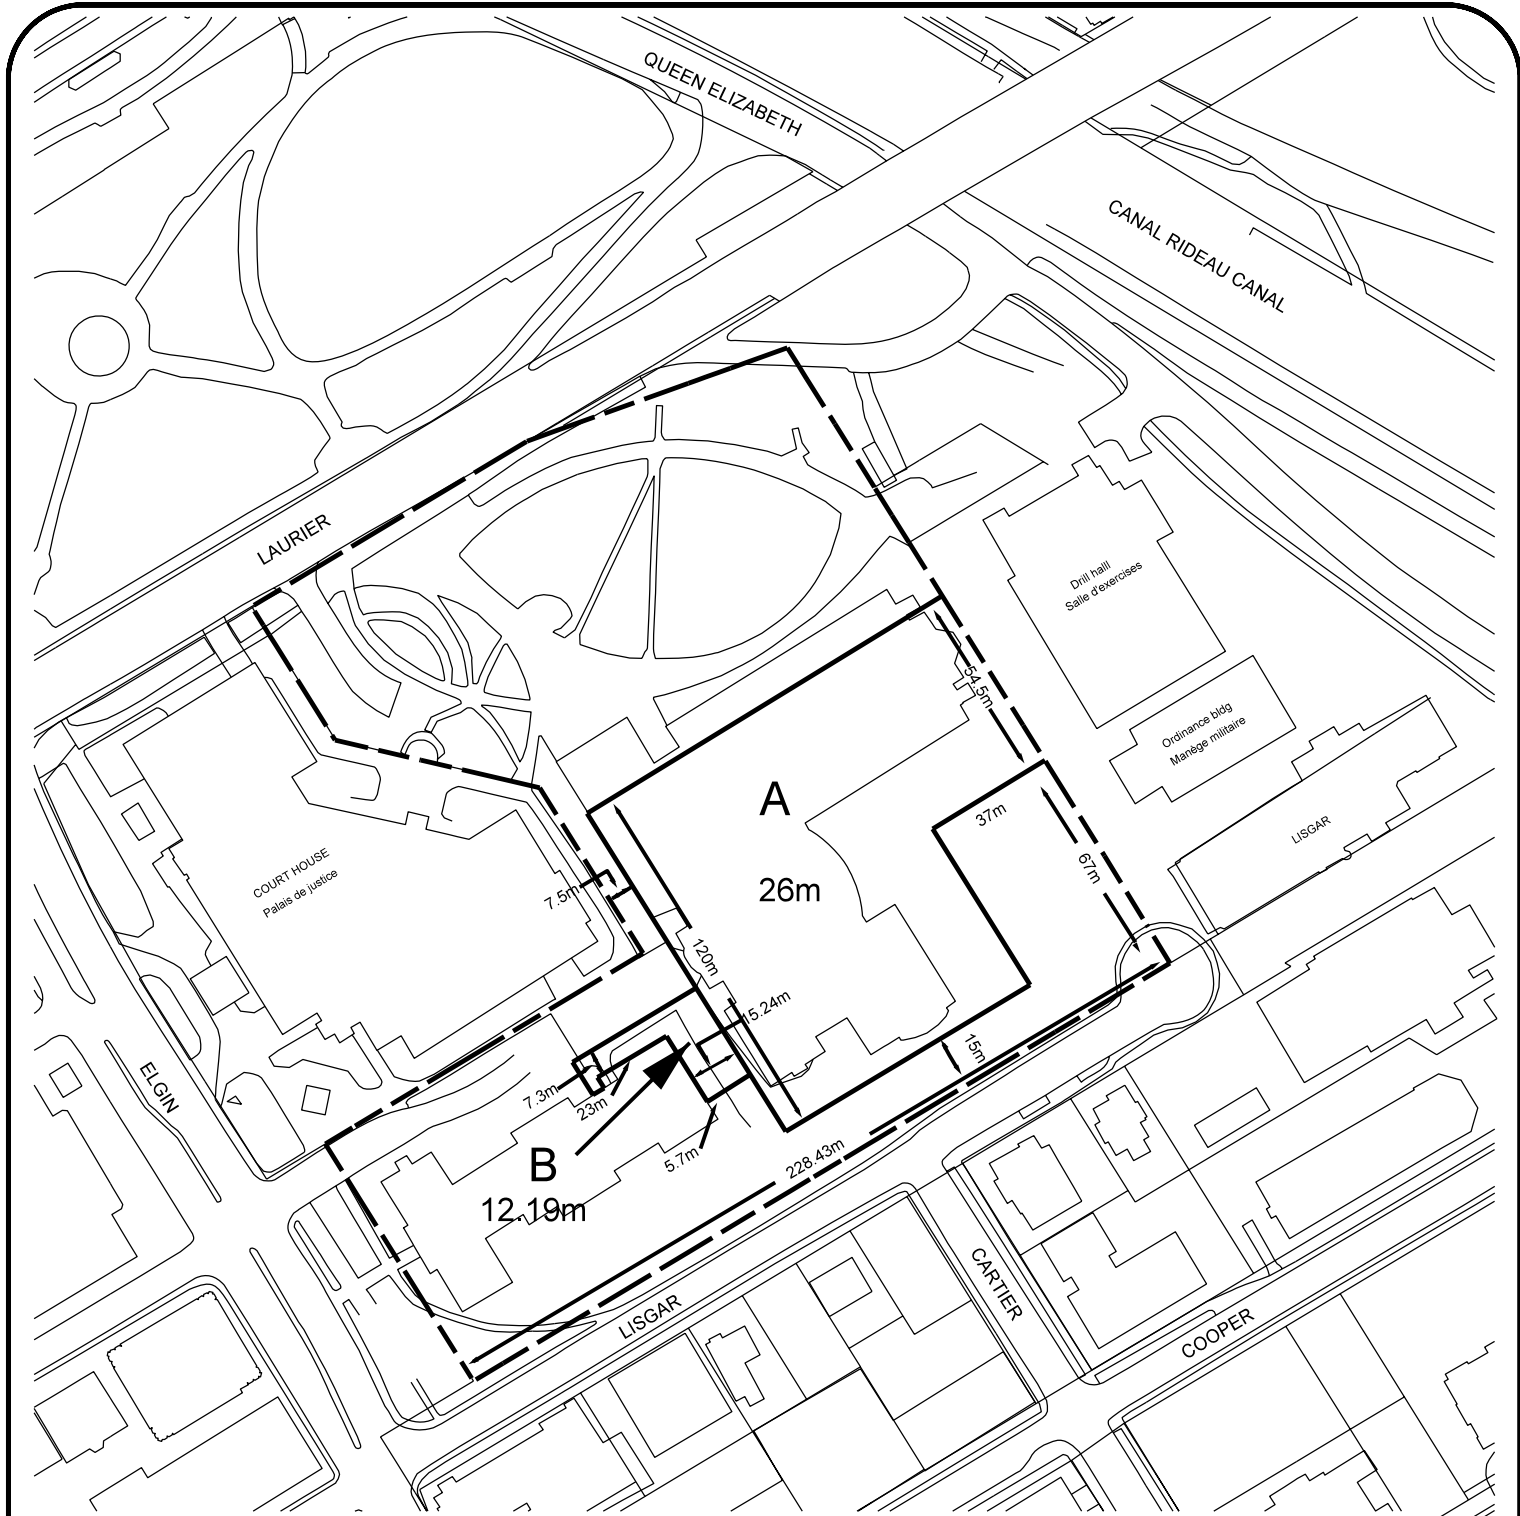 QUEEN ELIZABETH
CANAL RIDEAU CANAL
LAURIER
Drill halll
Salle d'exercises
54.5m
Ordinance bldg
Manège militaire
A
37m
LISGAR
COURT HOUSE
Palais de justice
26m
67m
7.5m
120m
15.24m
15m
ELGIN
7.3m
23m
B
5.7m
228.43m
12.19m
CARTIER
LISGAR
COOPER